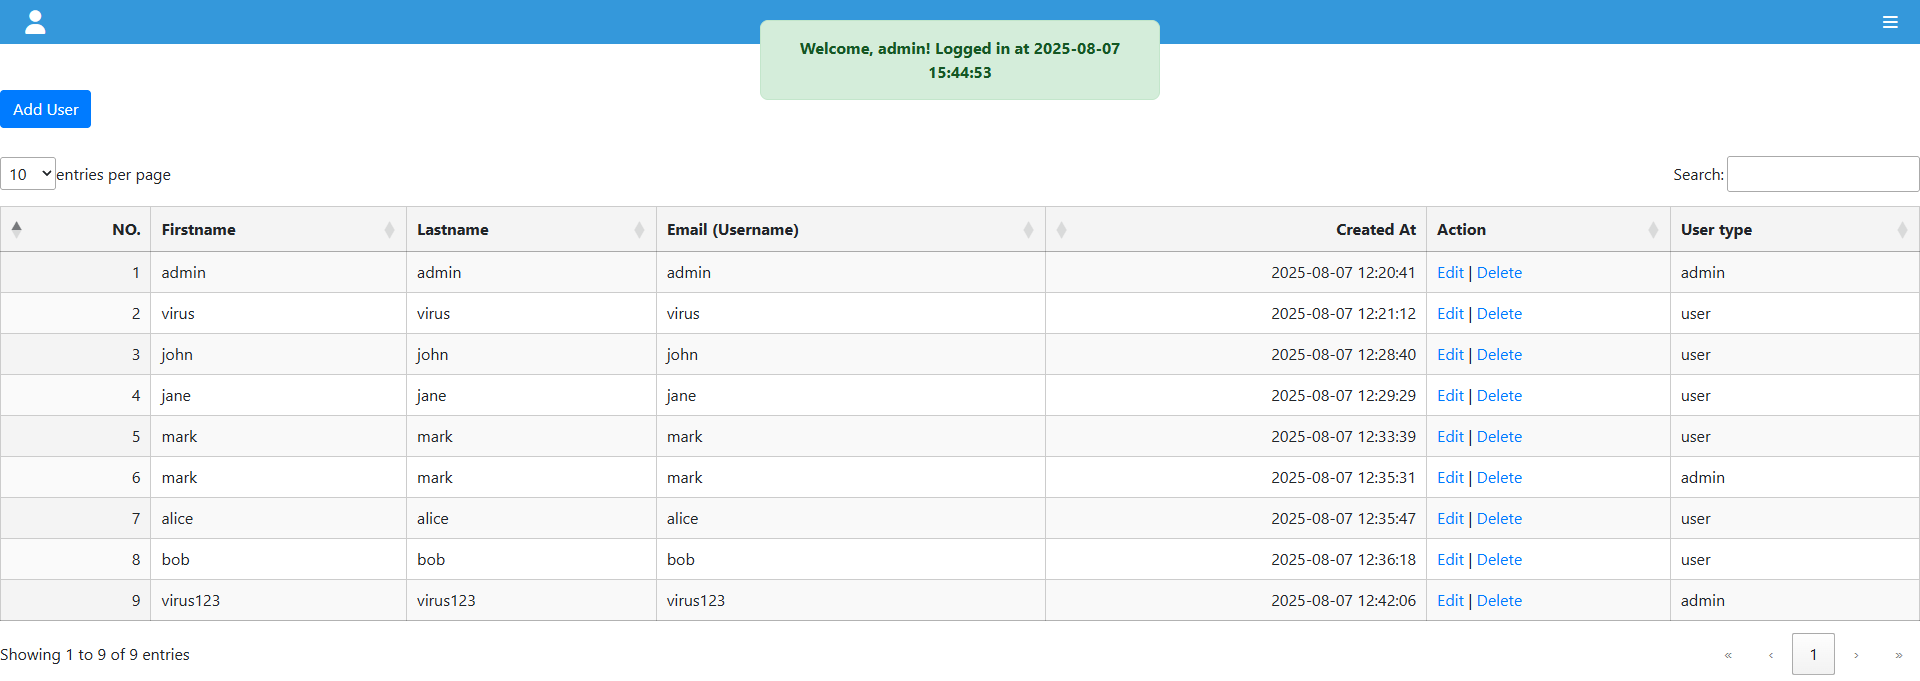 Welcome, admin! Logged in at 2025-08-07
15:44:53
Add User
10 entries per page
Search:
NO. Firstname Lastname Email (Username) Created At Action User type
1 admin admin admin 2025-08-07 12:20:41 Edit | Delete admin
2 virus virus virus 2025-08-07 12:21:12 Edit | Delete user
3 john john john 2025-08-07 12:28:40 Edit | Delete user
4 jane jane jane 2025-08-07 12:29:29 Edit | Delete user
5 mark mark mark 2025-08-07 12:33:39 Edit | Delete user
6 mark mark mark 2025-08-07 12:35:31 Edit | Delete admin
7 alice alice alice 2025-08-07 12:35:47 Edit | Delete user
8 bob bob bob 2025-08-07 12:36:18 Edit | Delete user
9 virus123 virus123 virus123 2025-08-07 12:42:06 Edit | Delete admin
Showing 1 to 9 of 9 entries
« ‹ 1 › »